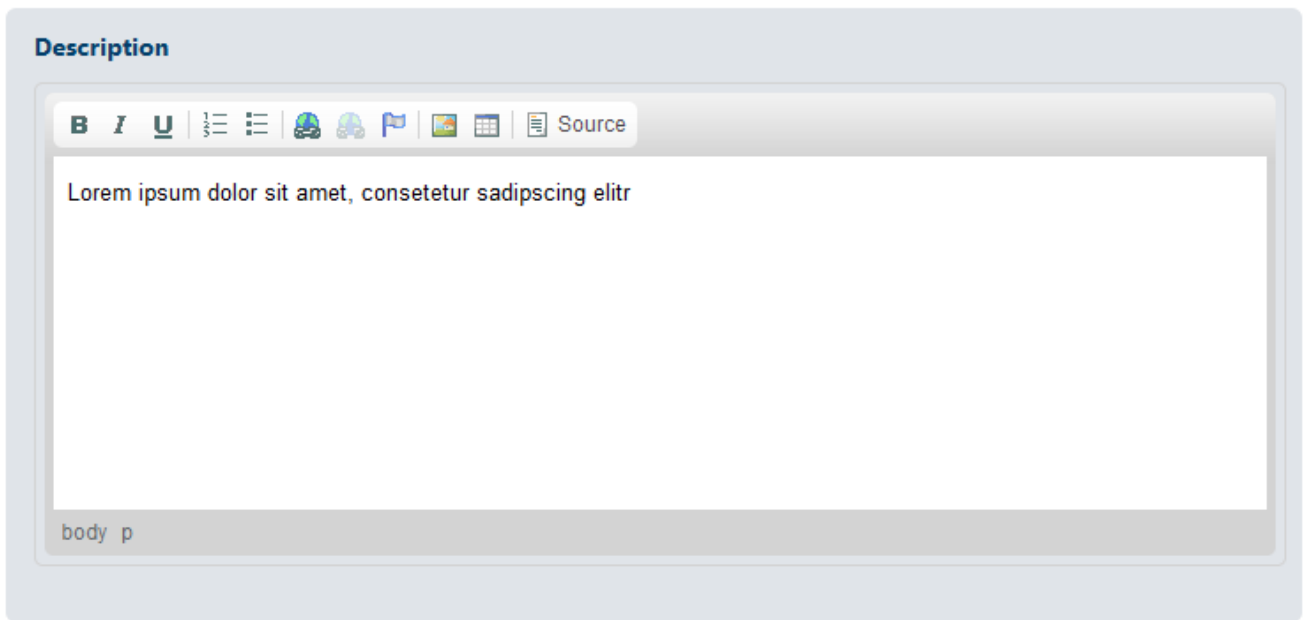 Description
B I U Source
Lorem ipsum dolor sit amet, consetetur sadipscing elitr
body p